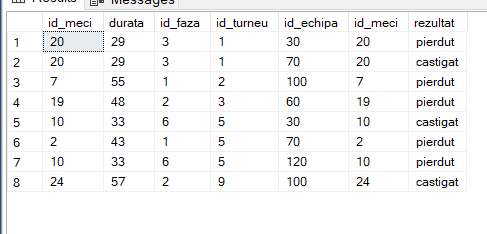 Results Messages
id_meci durata id_faza id_turneu id_echipa id_meci rezultat
1 20 29 3 1 30 20 pierdut
2 20 29 3 1 70 20 castigat
3 7 55 1 2 100 7 pierdut
4 19 48 2 3 60 19 pierdut
5 10 33 6 5 30 10 castigat
6 2 43 1 5 70 2 pierdut
7 10 33 6 5 120 10 pierdut
8 24 57 2 9 100 24 castigat